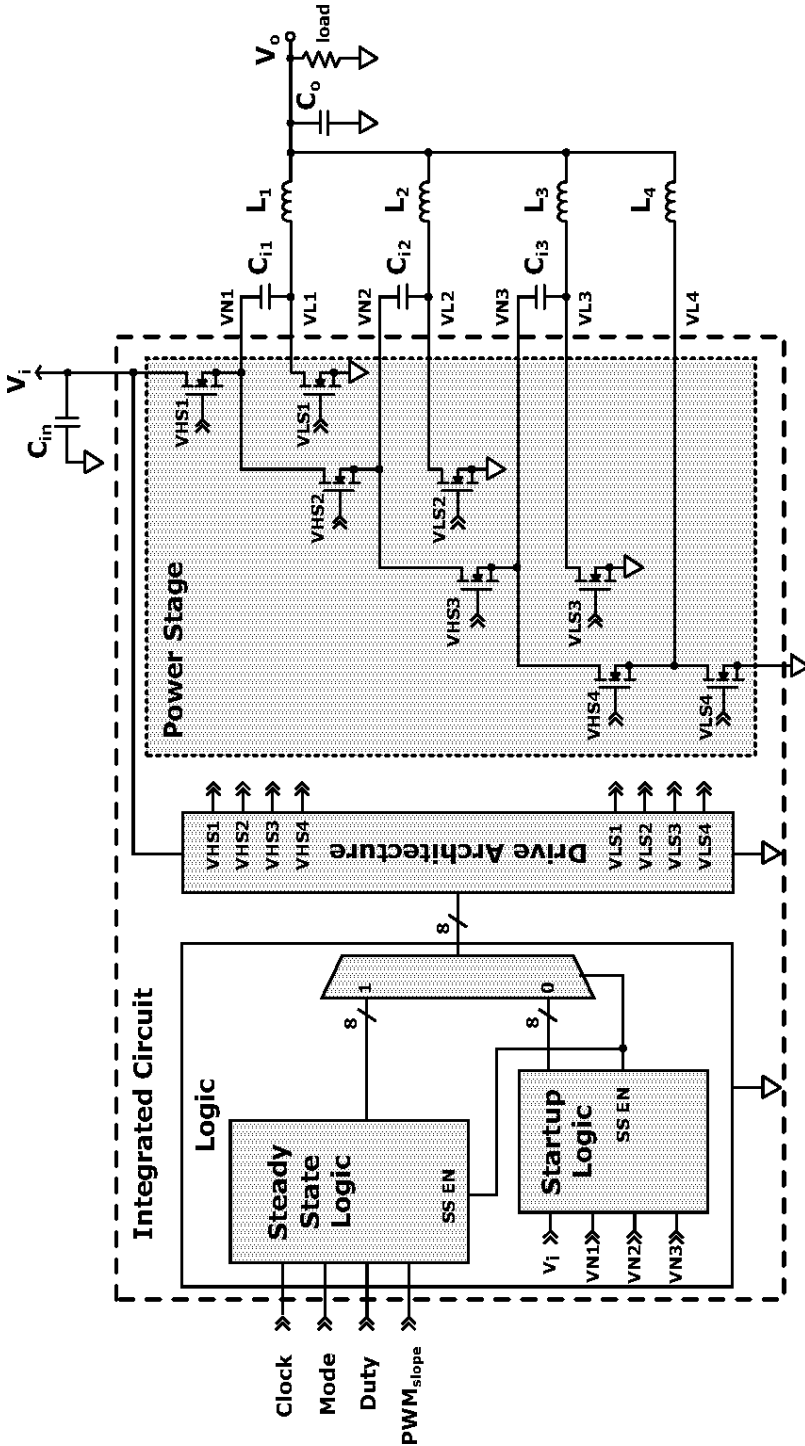 Integrated Circuit
Logic
Clock
Mode
Duty
PWMslope
Steady
State
Logic
SS EN
Vi
VN1
VN2
VN3
Startup
Logic
SS EN
8
1
8
0
8
Drive Architecture
VHS1
VHS2
VHS3
VHS4
VLS1
VLS2
VLS3
VLS4
Power Stage
Vi
Cin
VHS1
VLS1
VHS2
VLS2
VHS3
VLS3
VHS4
VLS4
VN1
VL1
VN2
VL2
VN3
VL3
VL4
Ci1
Ci2
Ci3
L1
L2
L3
L4
Co
Vo
load